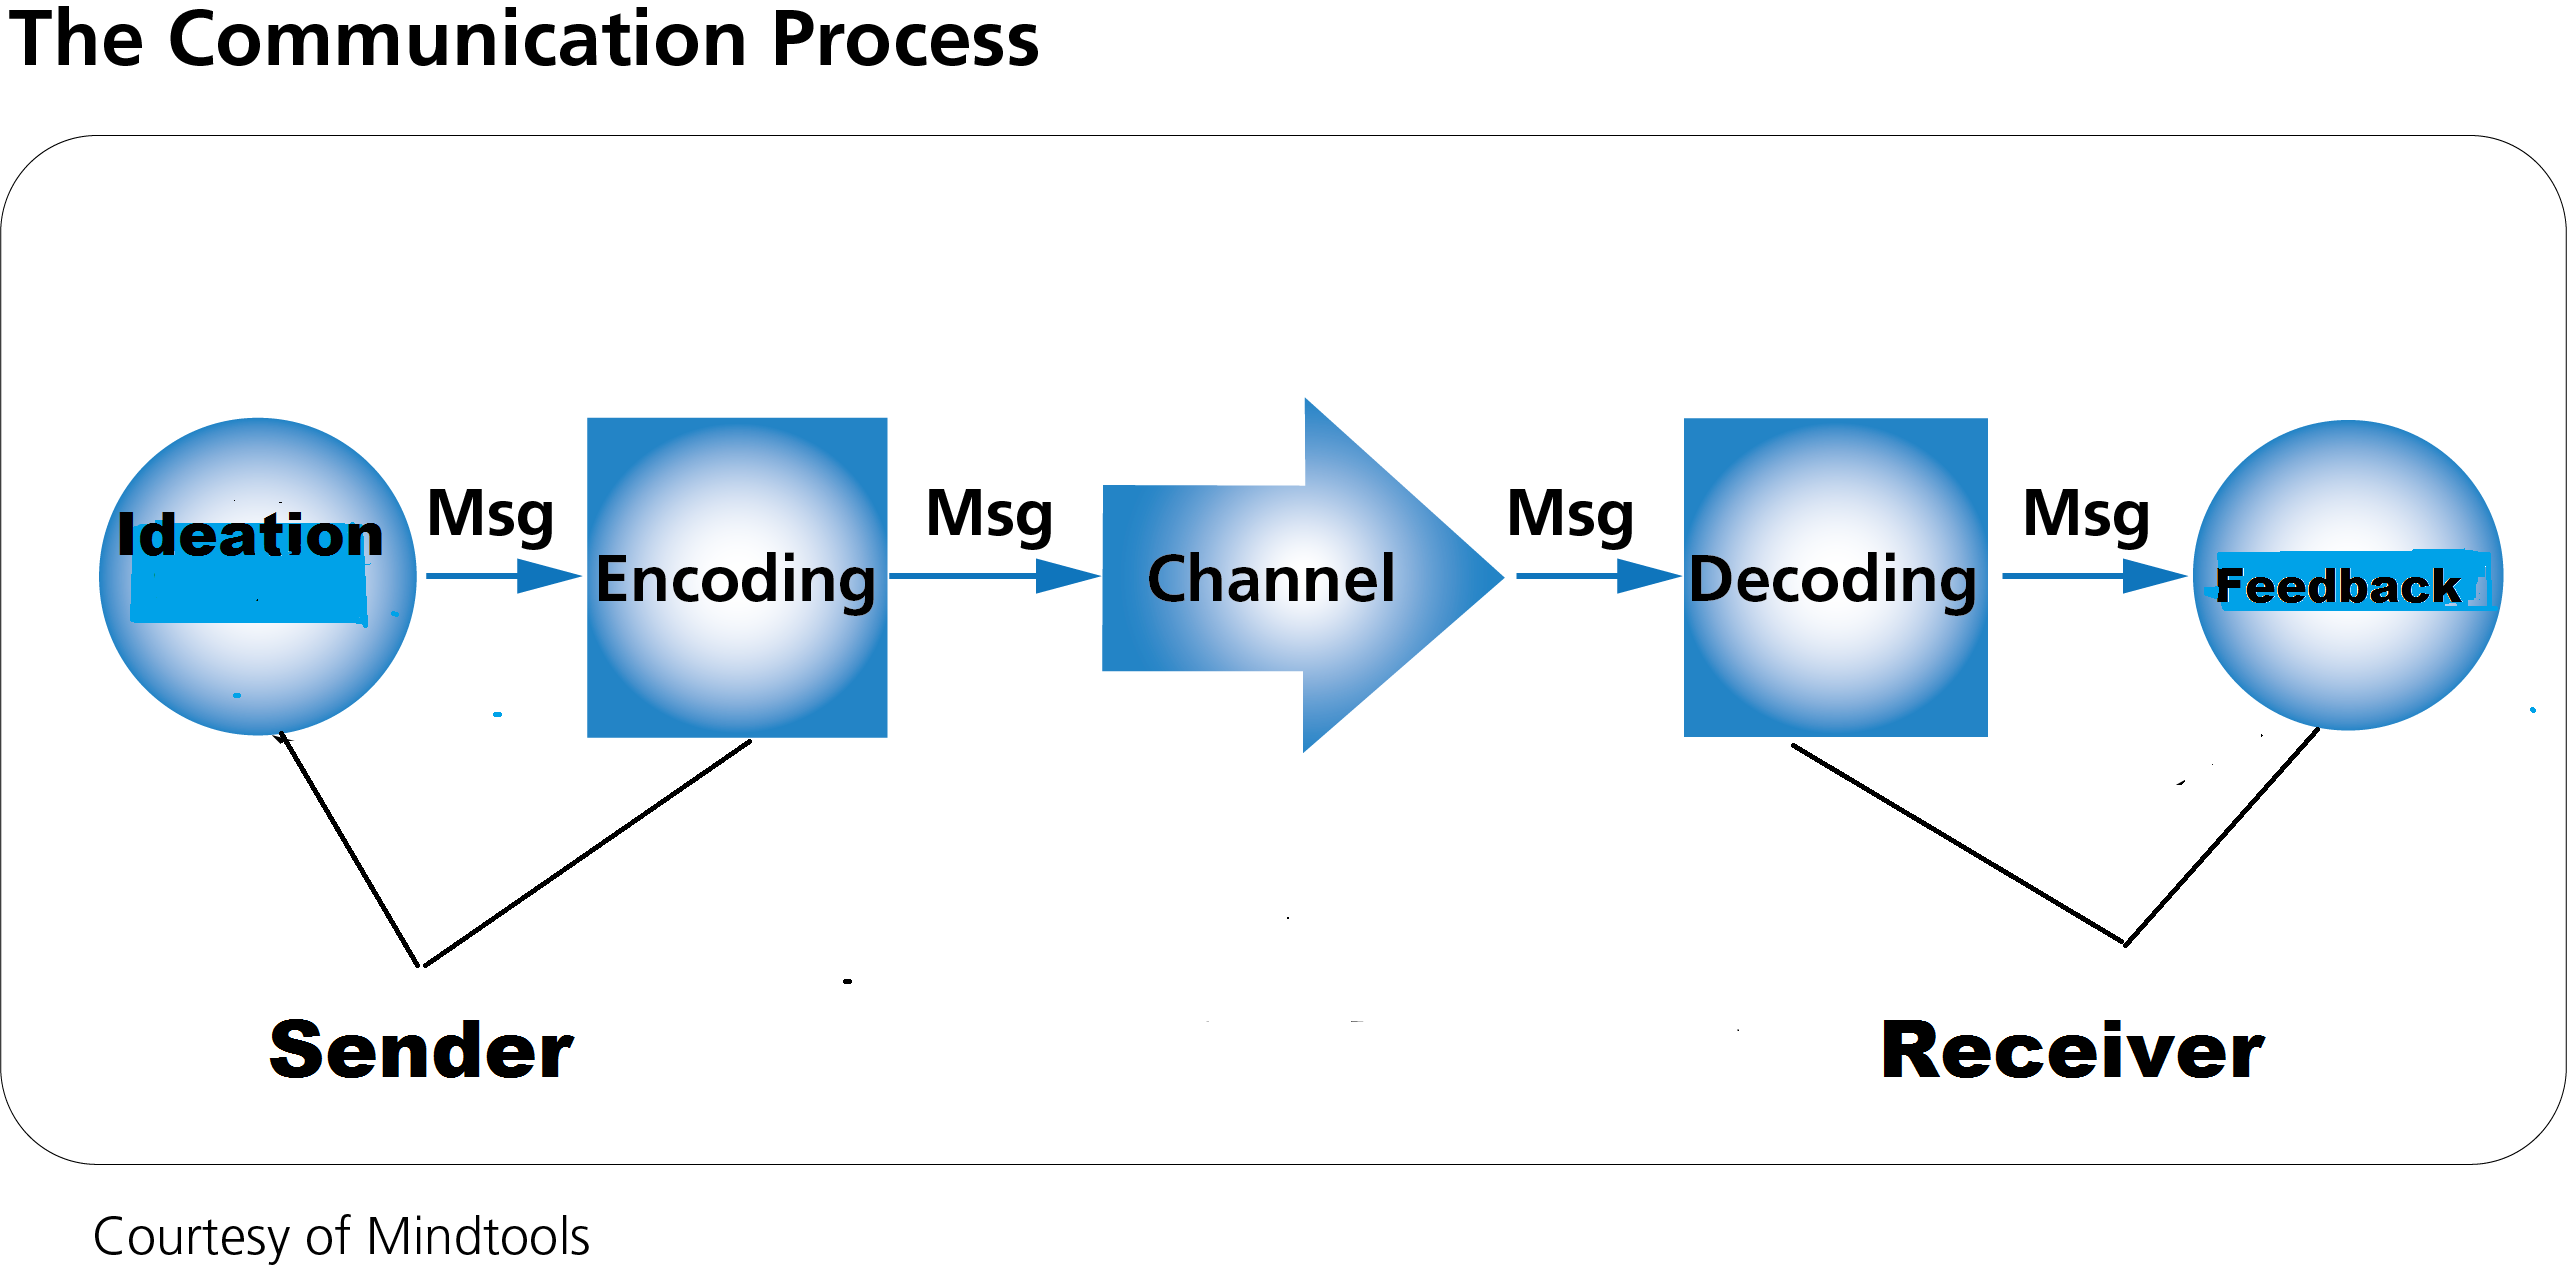 The Communication Process
Ideation
Msg
Encoding
Msg
Channel
Msg
Decoding
Msg
Feedback
Sender
Receiver
Courtesy of Mindtools